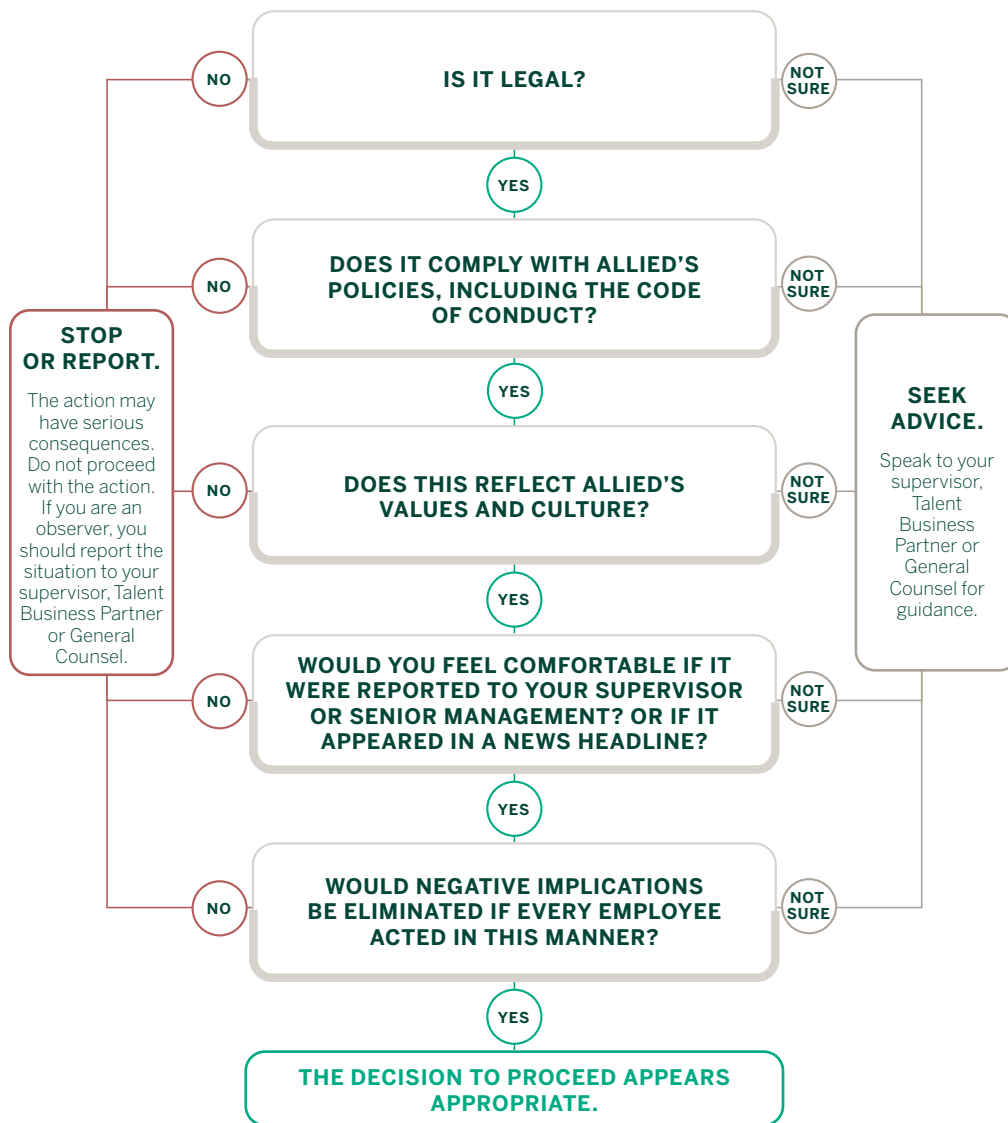 NO
IS IT LEGAL?
NOT
SURE
YES
NO
DOES IT COMPLY WITH ALLIED'S
POLICIES, INCLUDING THE CODE
OF CONDUCT?
NOT
SURE
YES
STOP
OR REPORT.
The action may
have serious
consequences.
Do not proceed
with the action.
If you are an
observer, you
should report the
situation to your
supervisor, Talent
Business Partner
or General
Counsel.
NO
DOES THIS REFLECT ALLIED'S
VALUES AND CULTURE?
NOT
SURE
SEEK
ADVICE.
Speak to your
supervisor,
Talent
Business
Partner or
General
Counsel for
guidance.
YES
NO
WOULD YOU FEEL COMFORTABLE IF IT
WERE REPORTED TO YOUR SUPERVISOR
OR SENIOR MANAGEMENT? OR IF IT
APPEARED IN A NEWS HEADLINE?
NOT
SURE
YES
NO
WOULD NEGATIVE IMPLICATIONS
BE ELIMINATED IF EVERY EMPLOYEE
ACTED IN THIS MANNER?
NOT
SURE
YES
THE DECISION TO PROCEED APPEARS
APPROPRIATE.